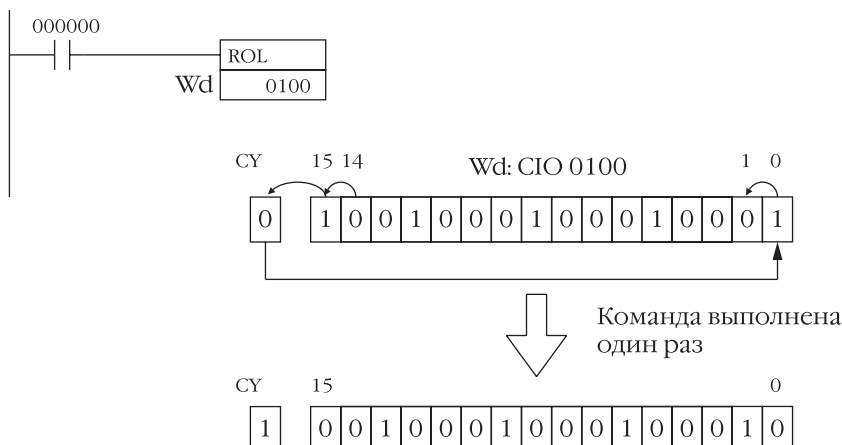 000000
ROL
Wd 0100
CY 15 14 Wd: CIO 0100 1 0
0 1 0 0 1 0 0 0 1 0 0 0 1 0 0 0 1
Команда выполнена
один раз
CY 15 0
1 0 0 1 0 0 0 1 0 0 0 1 0 0 0 1 0